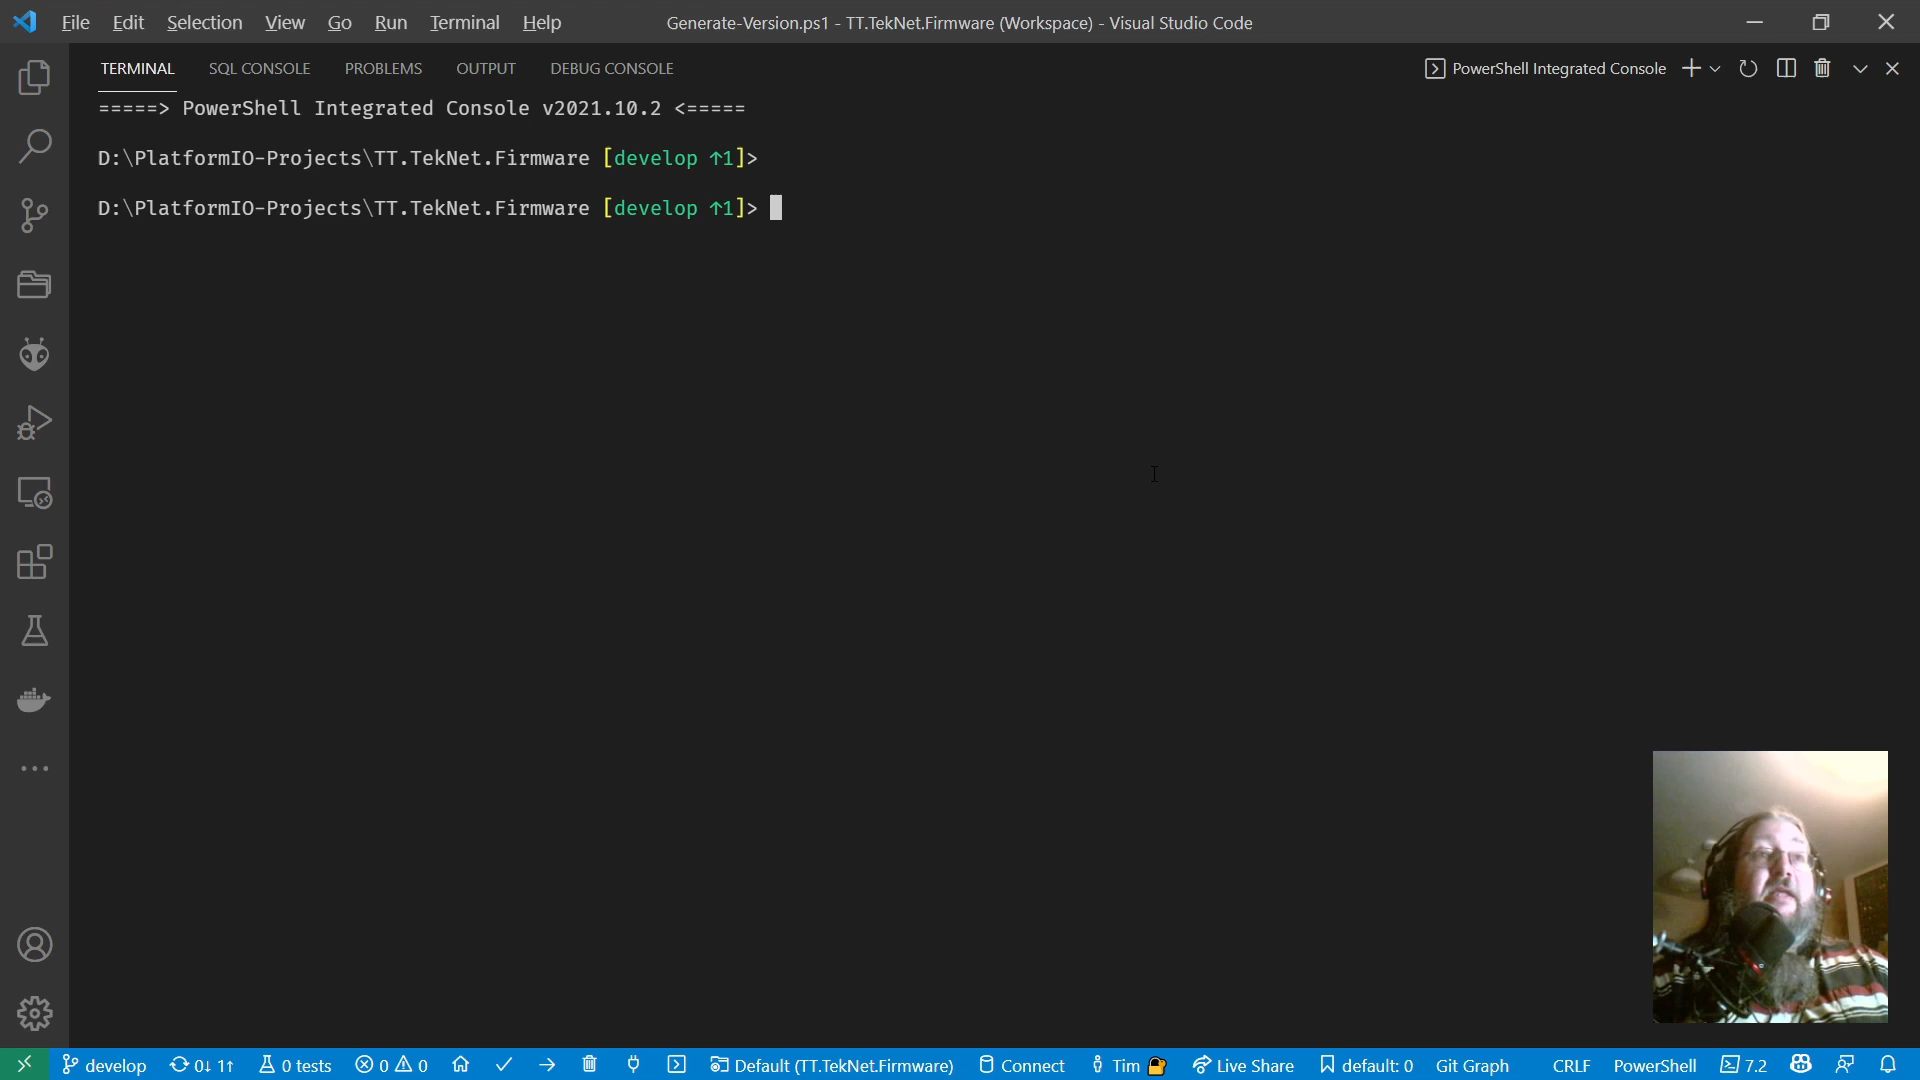 File Edit Selection View Go Run Terminal Help Generate-Version.ps1 - TT.TekNet.Firmware (Workspace) - Visual Studio Code
TERMINAL SQL CONSOLE PROBLEMS OUTPUT DEBUG CONSOLE PowerShell Integrated Console
=====> PowerShell Integrated Console v2021.10.2 <=====
D:\PlatformIO-Projects\TT.TekNet.Firmware [develop ↑1]>
D:\PlatformIO-Projects\TT.TekNet.Firmware [develop ↑1]>
develop 0↓ 1↑ 0 tests 0 0 Default (TT.TekNet.Firmware) Connect Tim Live Share default: 0 Git Graph CRLF PowerShell 7.2